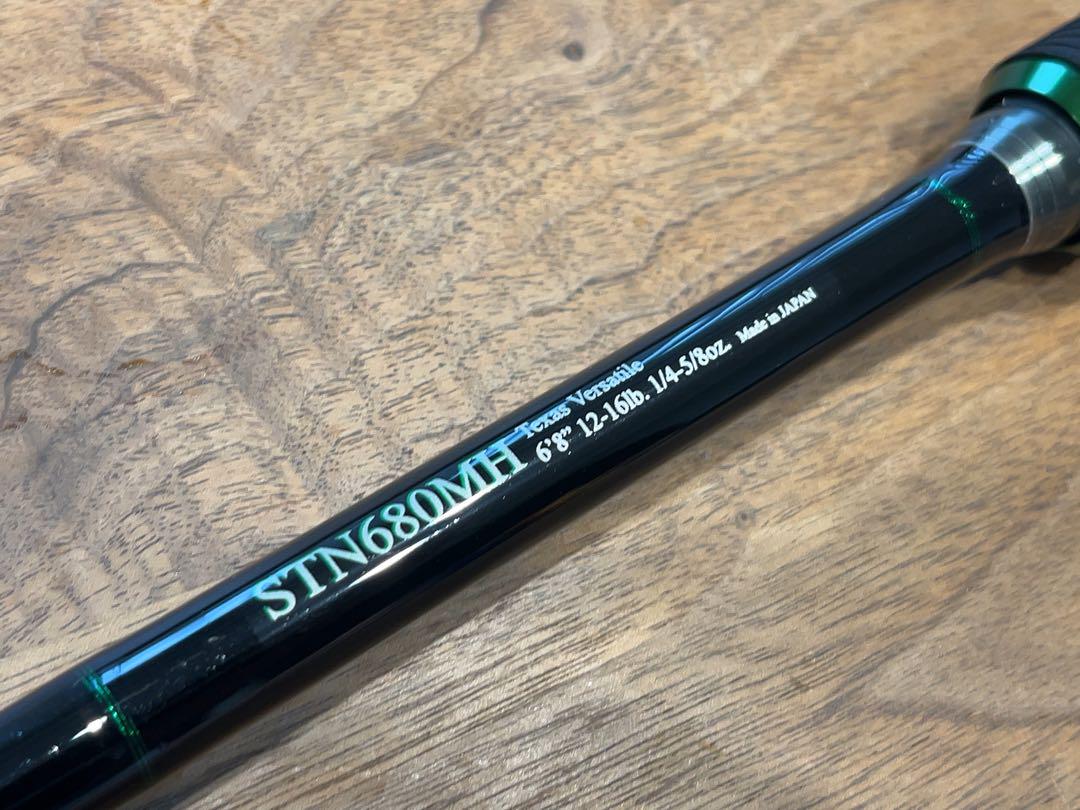 STN680MH
Texas Versatile
6'8” 12-16lb. 1/4-5/8oz. Made in JAPAN